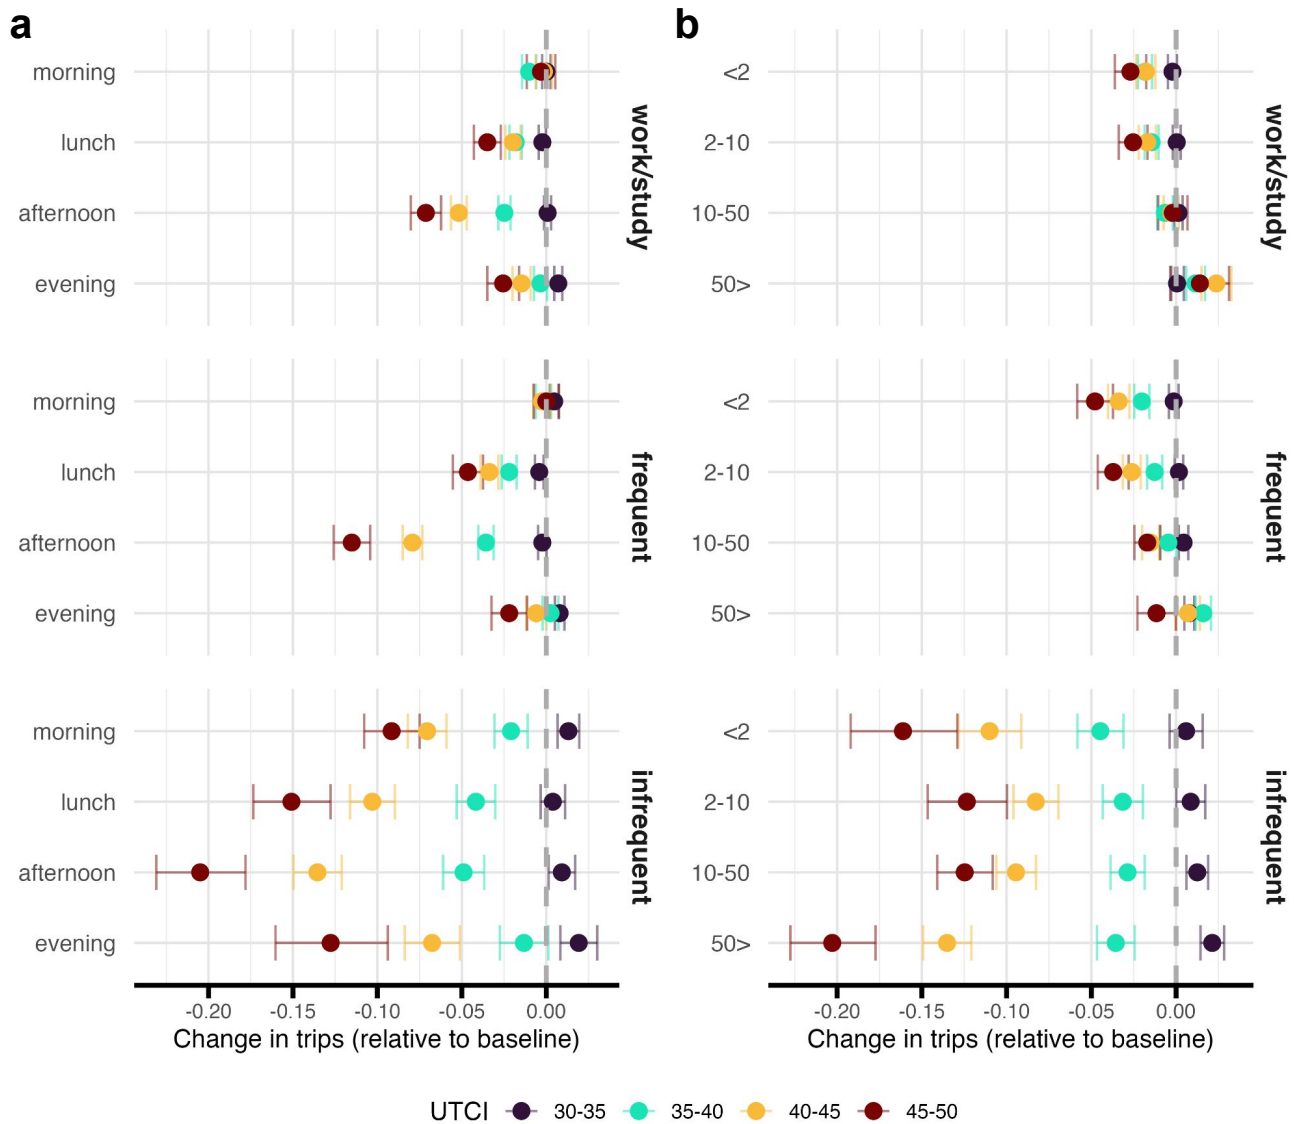 a
morning
lunch
afternoon
evening
work/study
morning
lunch
afternoon
evening
frequent
morning
lunch
afternoon
evening
infrequent
-0.20 -0.15 -0.10 -0.05 0.00
Change in trips (relative to baseline)
b
<2
2-10
10-50
50>
work/study
<2
2-10
10-50
50>
frequent
<2
2-10
10-50
50>
infrequent
-0.20 -0.15 -0.10 -0.05 0.00
Change in trips (relative to baseline)
UTCI 30-35 35-40 40-45 45-50